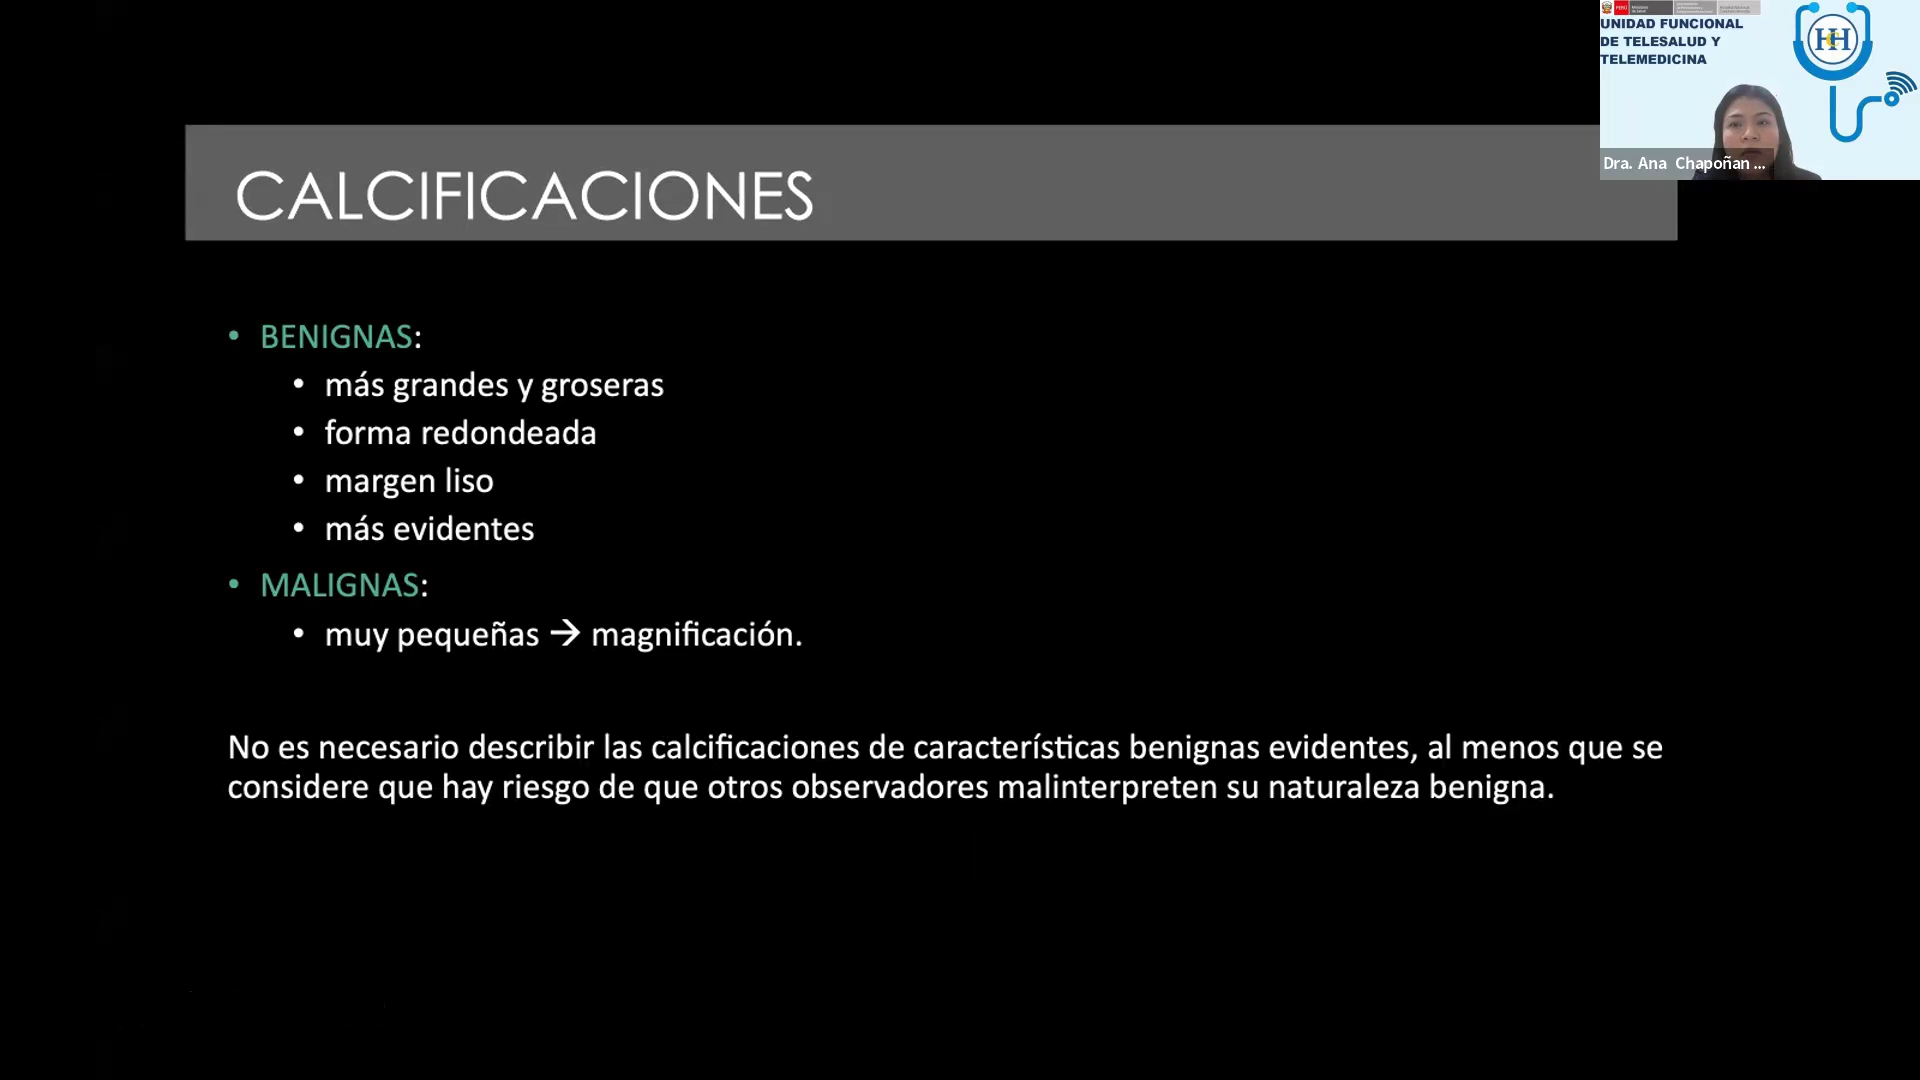 PERÚ
UNIDAD FUNCIONAL
DE TELESALUD Y
TELEMEDICINA
Dra. Ana Chapoñan ...
CALCIFICACIONES
• BENIGNAS:
• más grandes y groseras
• forma redondeada
• margen liso
• más evidentes
• MALIGNAS:
• muy pequeñas → magnificación.
No es necesario describir las calcificaciones de características benignas evidentes, al menos que se
considere que hay riesgo de que otros observadores malinterpreten su naturaleza benigna.